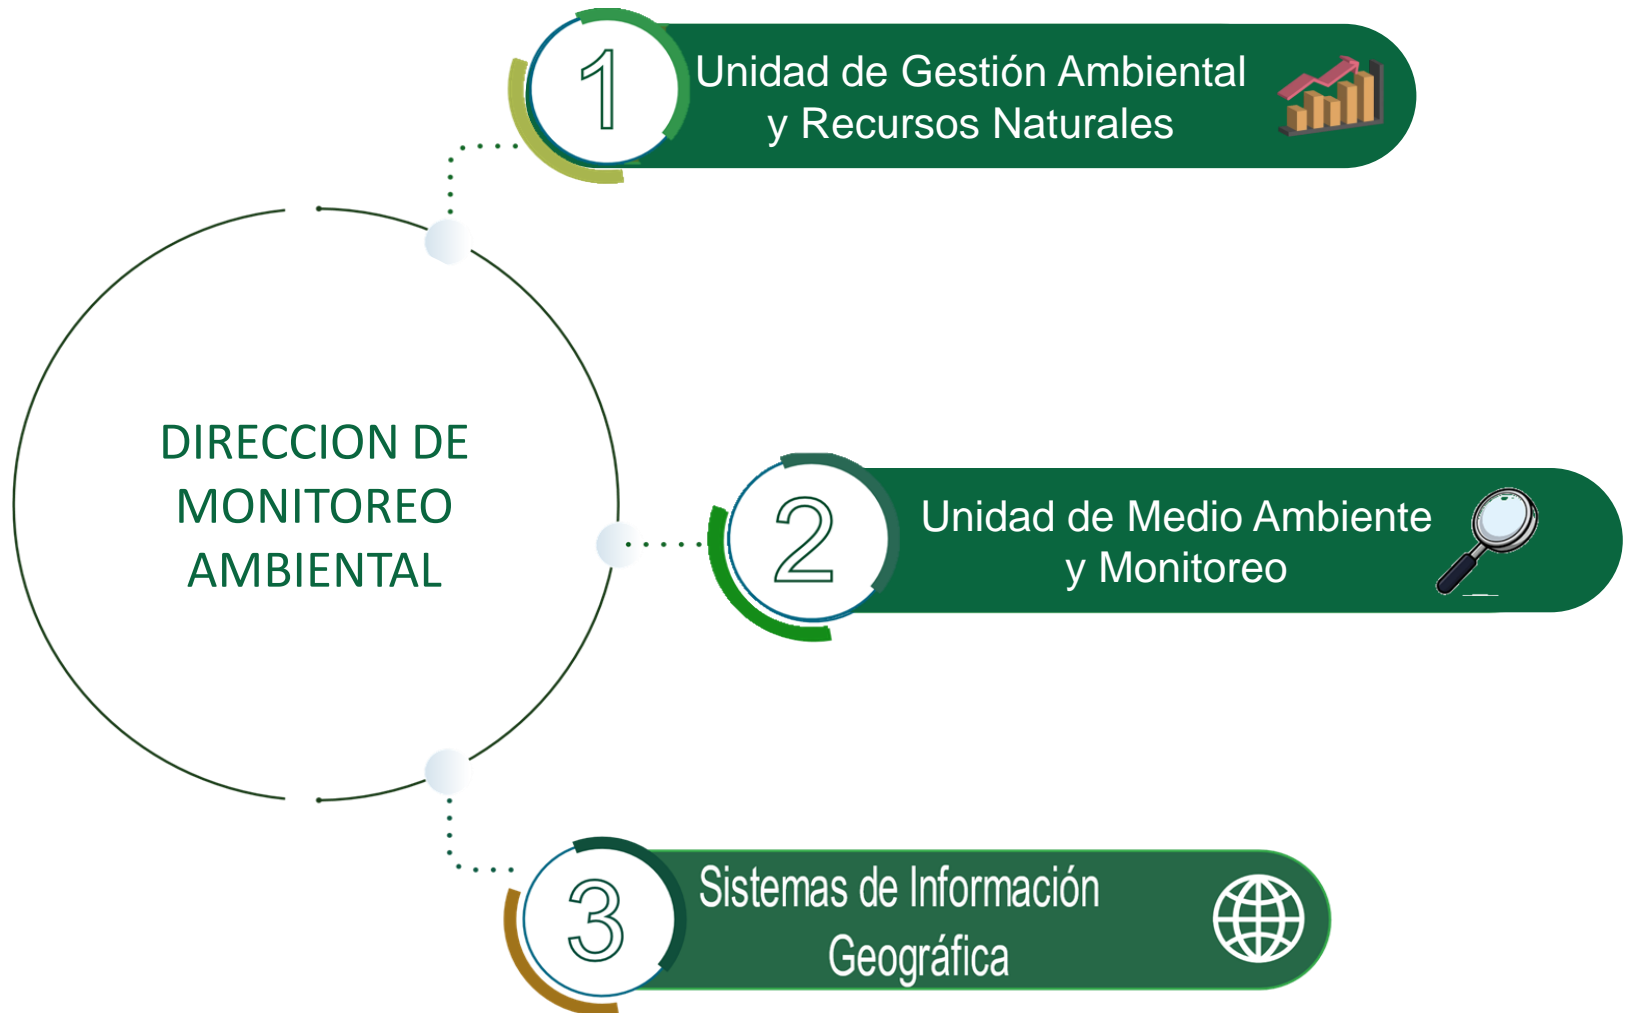 1
Unidad de Gestión Ambiental
y Recursos Naturales
DIRECCION DE
MONITOREO
AMBIENTAL
2
Unidad de Medio Ambiente
y Monitoreo
3
Sistemas de Información
Geográfica